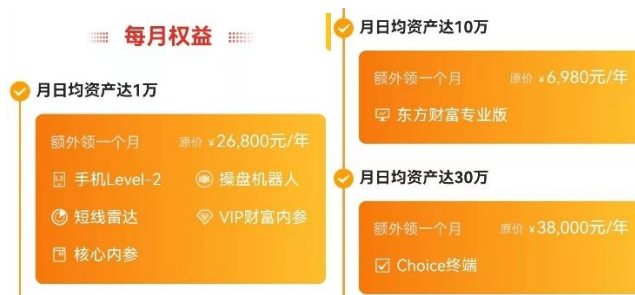 每月权益
月日均资产达1万
额外领一个月 原价 ¥26,800元/年
手机Level-2 操盘机器人
短线雷达 VIP财富内参
核心内参
月日均资产达10万
额外领一个月 原价 ¥6,980元/年
东方财富专业版
月日均资产达30万
额外领一个月 原价 ¥38,000元/年
Choice终端